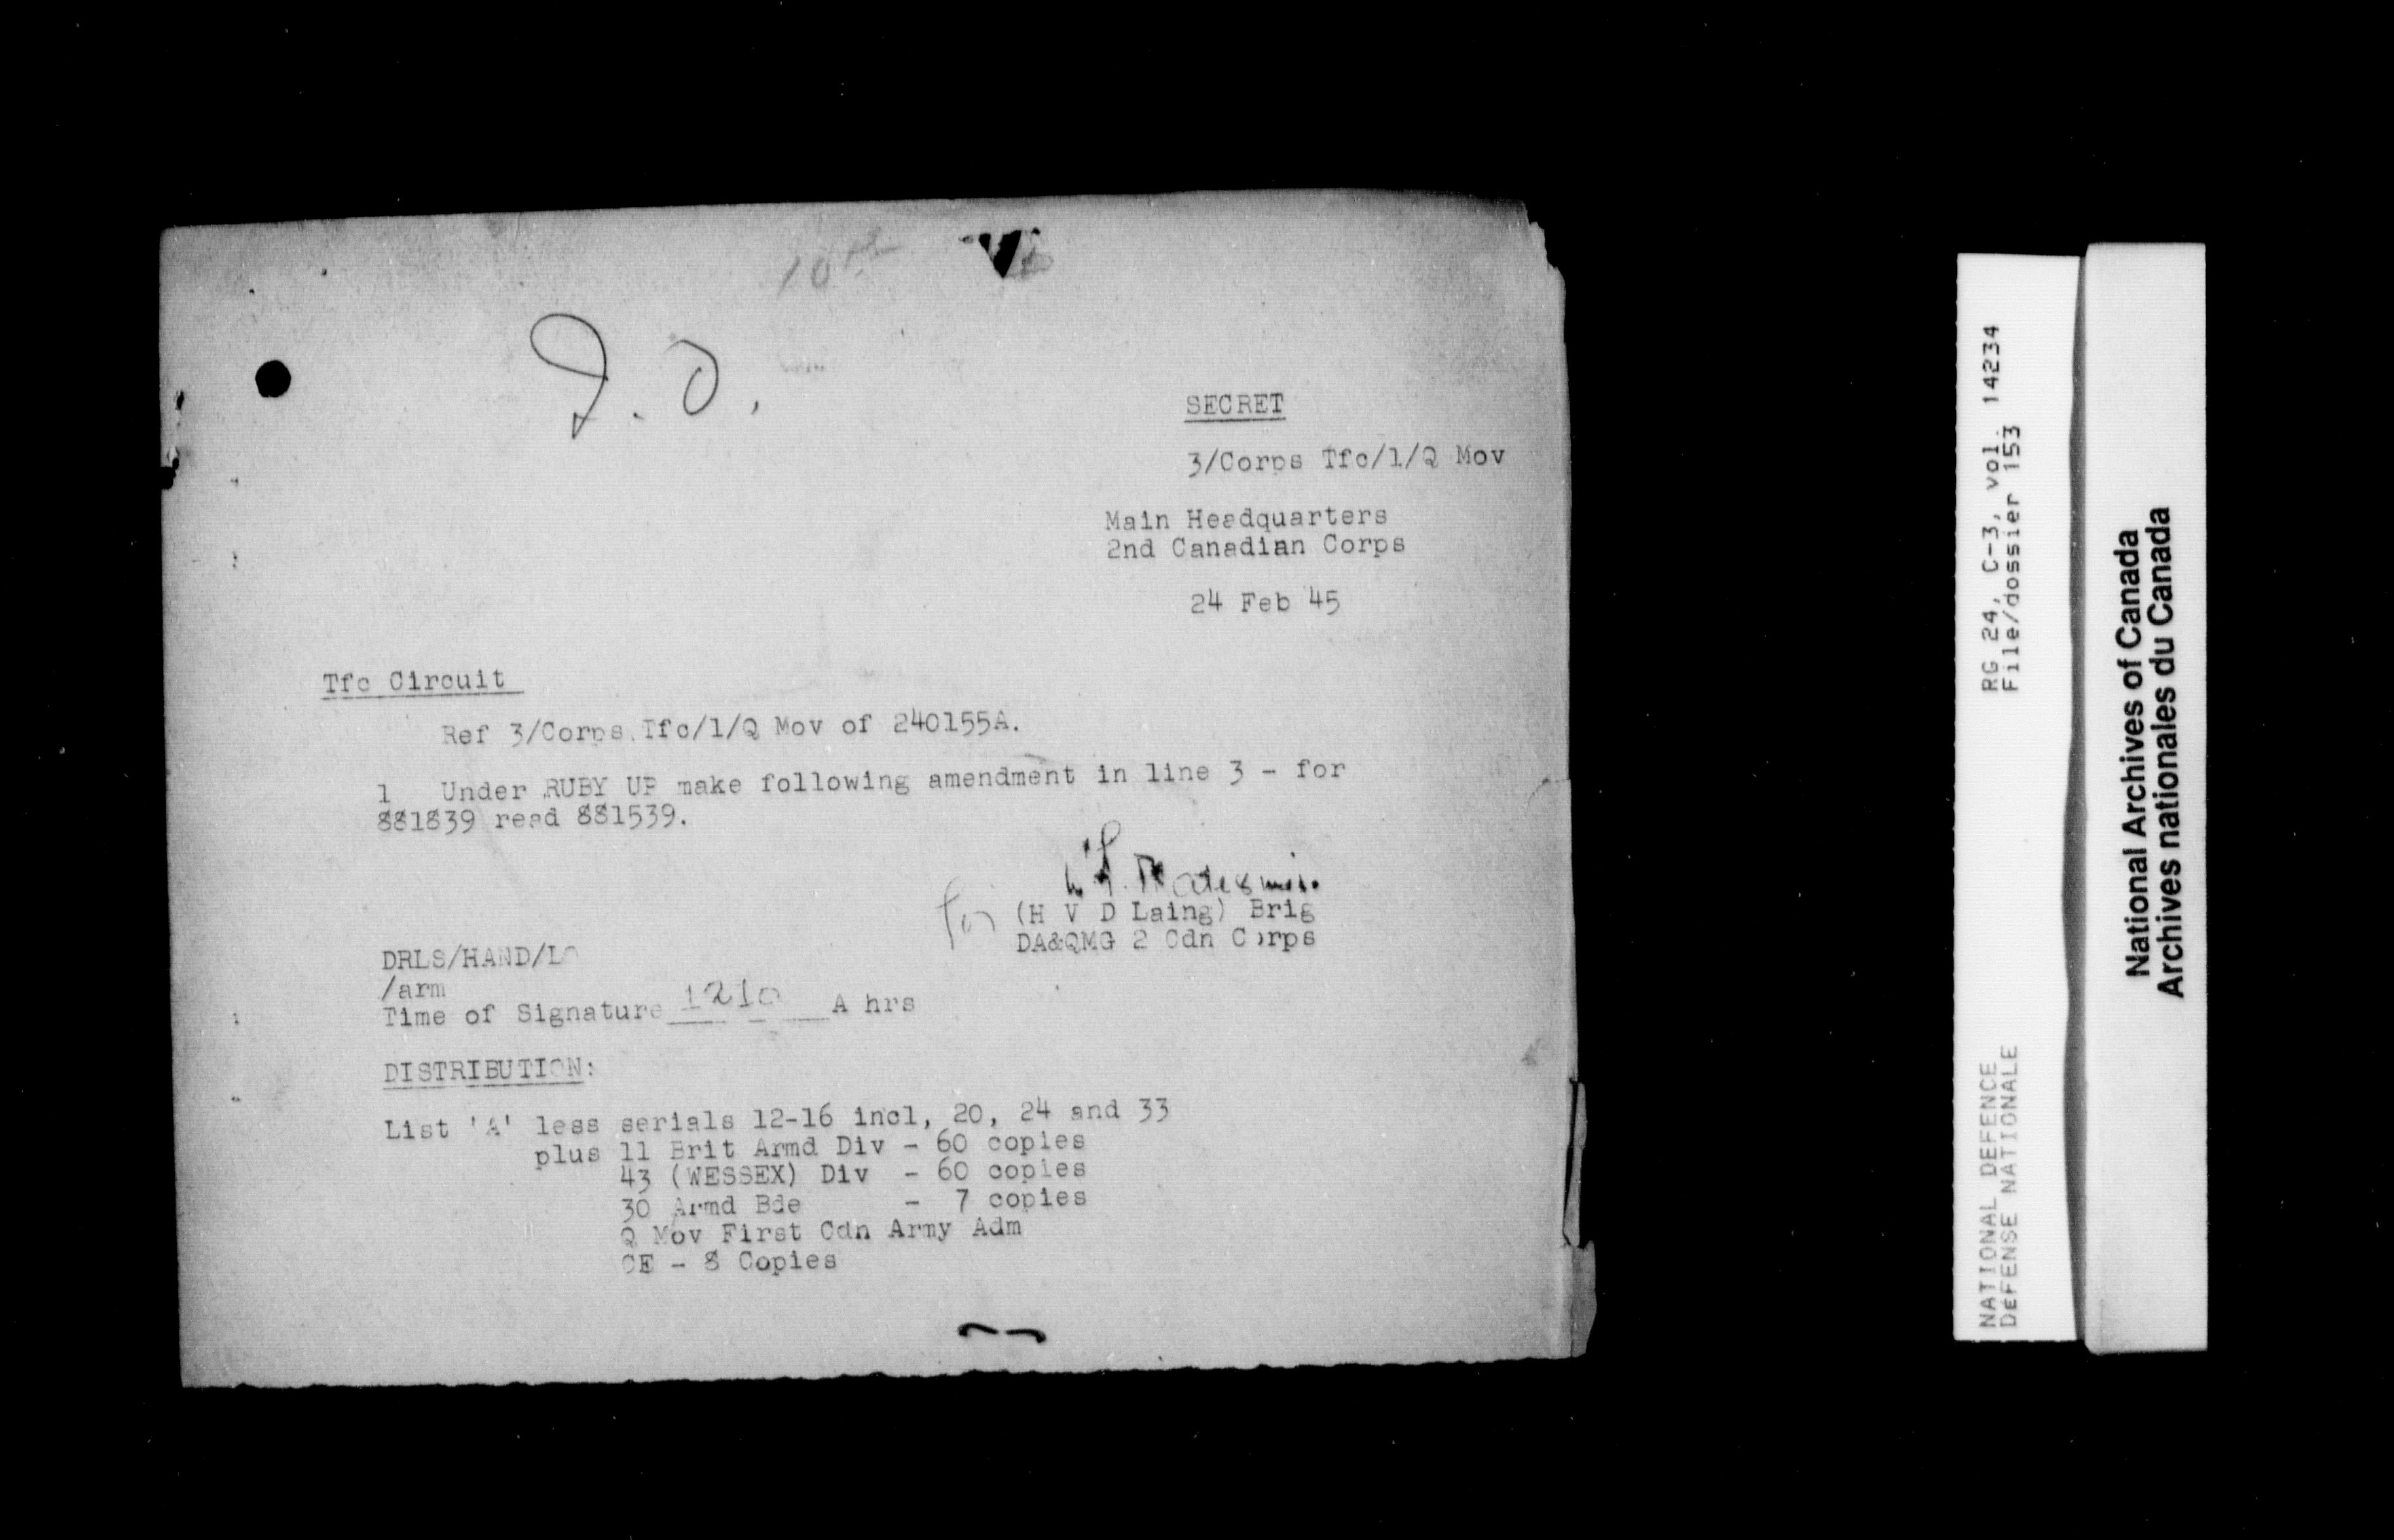 10
I.O.
SECRET
3/Corps Tfc/1/Q Mov
Main Headquarters
2nd Canadian Corps
24 Feb 45
Tfc Circuit
Ref 3/Corps Tfc/1/Q Mov of 240155A.
1 Under RUBY UP make following amendment in line 3 - for
881839 read 881539.
for (H V D Laing) Brig
DA&QMG 2 Cdn Corps
DRLS/HAND/LO
/arm
Time of Signature 1210 A hrs
DISTRIBUTION:
List 'A' less serials 12-16 incl, 20, 24 and 33
plus 11 Brit Armd Div - 60 copies
43 (WESSEX) Div - 60 copies
30 Armd Bde - 7 copies
Q Mov First Cdn Army Adm
CE - 8 Copies
RG 24, C-3, vol. 14234
File/dossier 153
NATIONAL DEFENCE
DÉFENSE NATIONALE
National Archives of Canada
Archives nationales du Canada